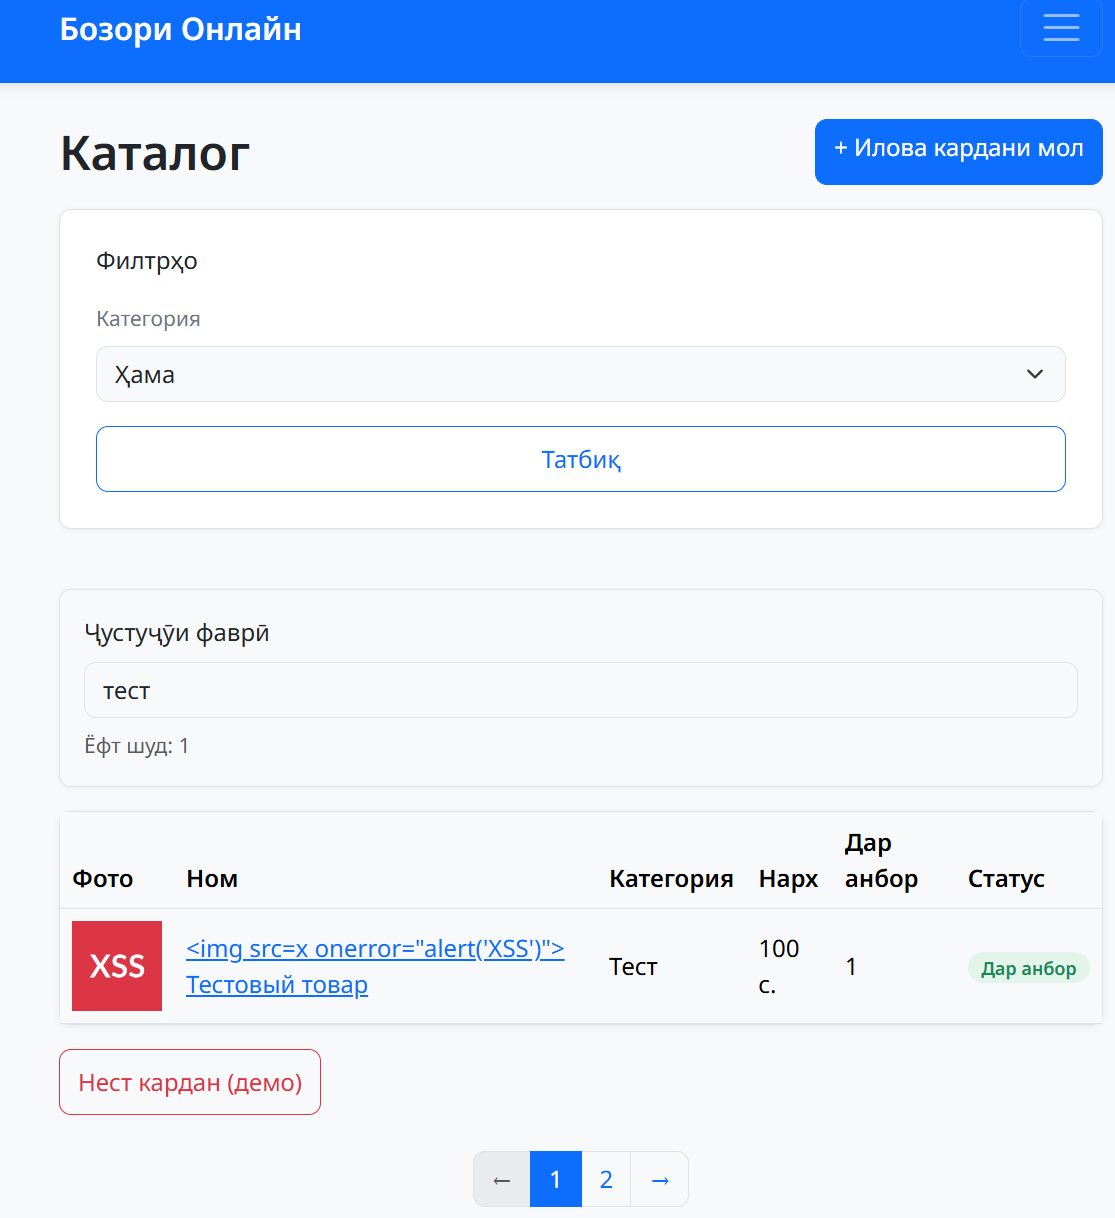 Бозори Онлайн
Каталог
+ Илова кардани мол
Филтрҳо
Категория
Ҳама
Татбиқ
Ҷустуҷӯи фаврӣ
тест
Ёфт шуд: 1
Фото Ном Категория Нарх Дар анбор Статус
XSS
<img src=x onerror="alert('XSS')">
Тестовый товар
Тест
100
с.
1
Дар анбор
Нест кардан (демо)
← 1 2 →